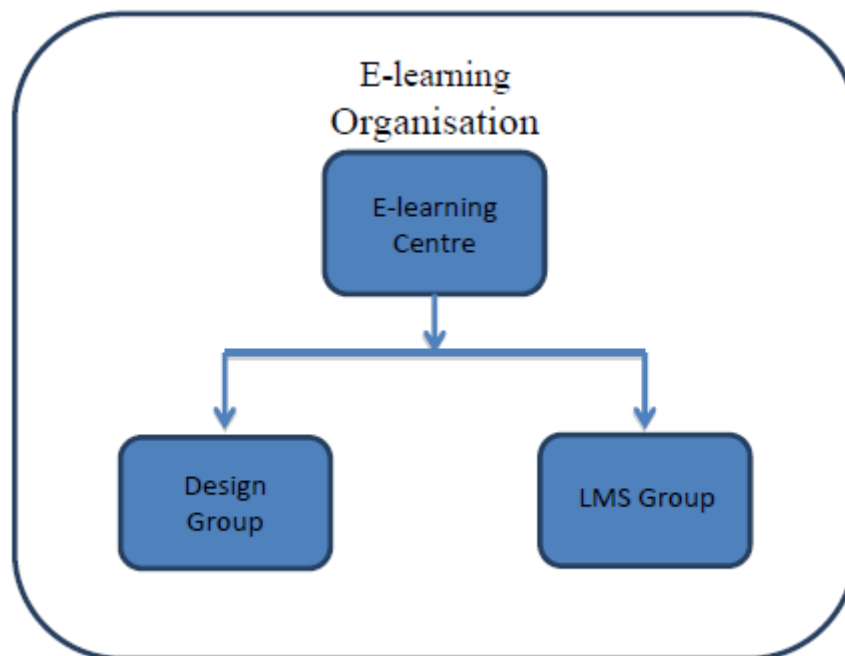 E-learning
Organisation
E-learning
Centre
Design
Group
LMS Group